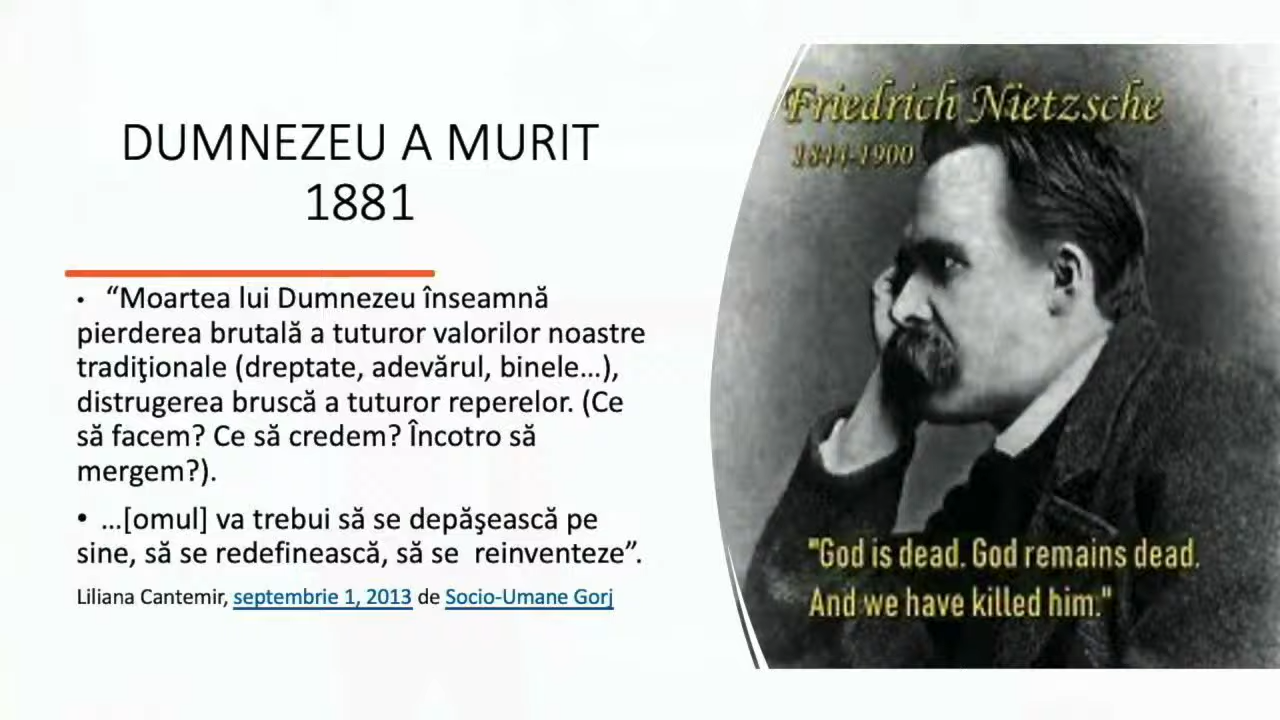 DUMNEZEU A MURIT
1881
• “Moartea lui Dumnezeu înseamnă
pierderea brutală a tuturor valorilor noastre
tradiţionale (dreptate, adevărul, binele…),
distrugerea bruscă a tuturor reperelor. (Ce
să facem? Ce să credem? Încotro să
mergem?).
• …[omul] va trebui să se depăşească pe
sine, să se redefinească, să se  reinventeze”.
Liliana Cantemir, septembrie 1, 2013 de Socio-Umane Gorj
Friedrich Nietzsche
1844-1900
"God is dead. God remains dead.
And we have killed him."